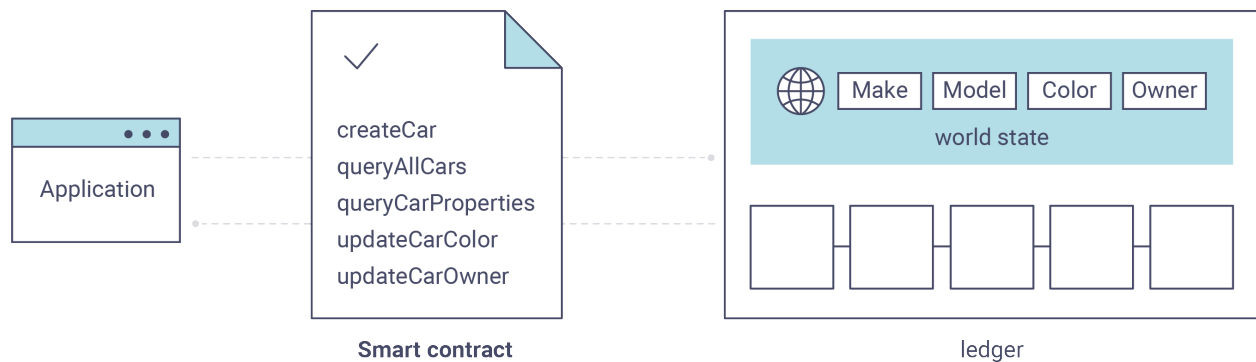 Application
createCar
queryAllCars
queryCarProperties
updateCarColor
updateCarOwner
Smart contract
Make Model Color Owner
world state
ledger